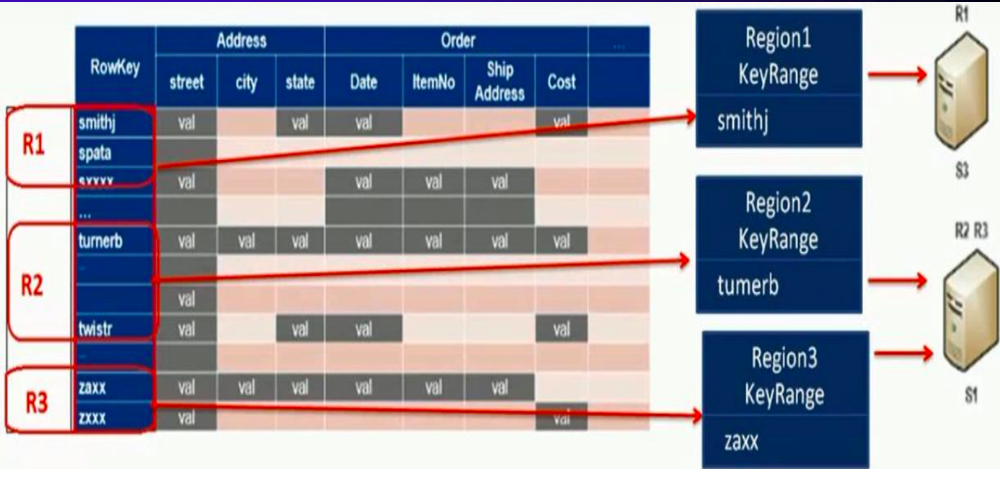 Address Order ...
RowKey street city state Date ItemNo Ship Address Cost
R1
smithj val val val val
spata
sxxxx val val val val
...
R2
turnerb val val val val val val val
val
twistr val val val val
R3
zaxx val val val val val val
zxxx val val
Region1
KeyRange
smithj
Region2
KeyRange
tumerb
Region3
KeyRange
zaxx
R1
S3
R2 R3
S1